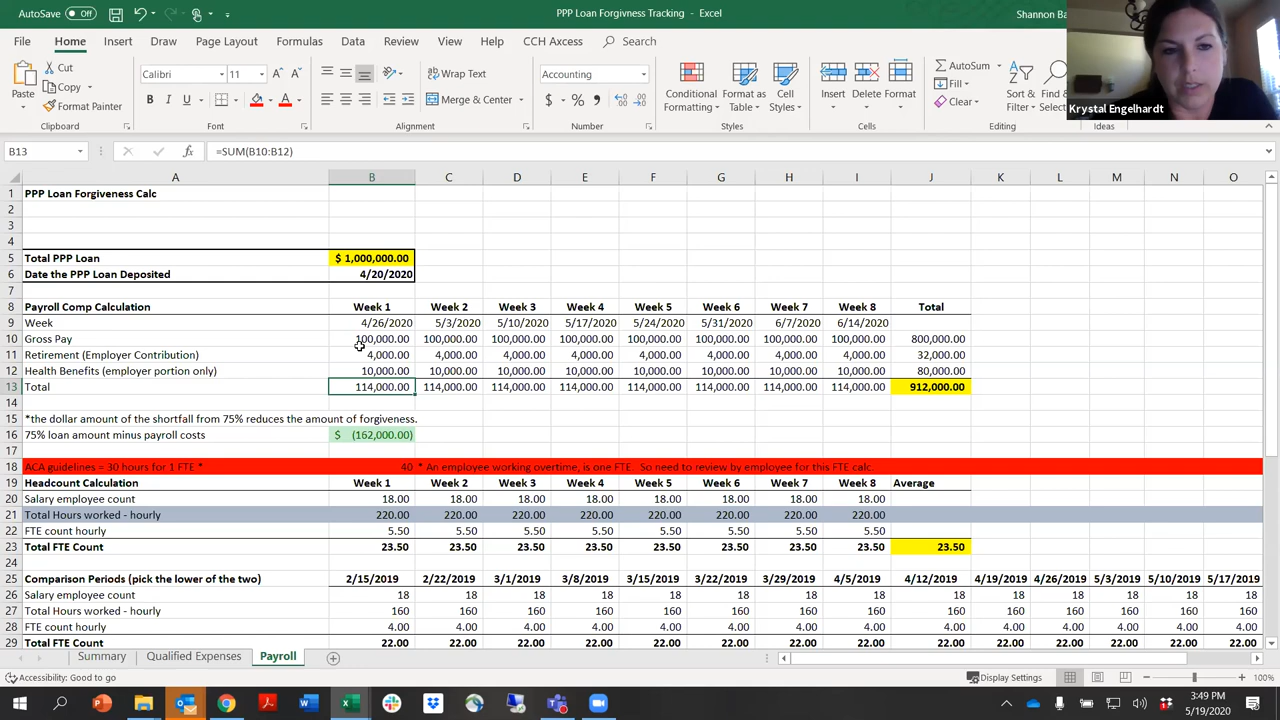 AutoSave Off PPP Loan Forgivness Tracking - Excel Shannon Ba
File Home Insert Draw Page Layout Formulas Data Review View Help CCH Axcess Search
Paste Cut Copy Format Painter Clipboard
Calibri 11 A A B I U A Font
Wrap Text Merge & Center Alignment
Accounting $ % , Number
Conditional Formatting Format as Table Cell Styles Styles
Insert Delete Format Cells
AutoSum Fill Clear Sort & Filter Editing
Ideas
Krystal Engelhardt
B13 fx =SUM(B10:B12)
A B C D E F G H I J K L M N O
1 PPP Loan Forgiveness Calc
2
3
4
5 Total PPP Loan $ 1,000,000.00
6 Date the PPP Loan Deposited 4/20/2020
7
8 Payroll Comp Calculation Week 1 Week 2 Week 3 Week 4 Week 5 Week 6 Week 7 Week 8 Total
9 Week 4/26/2020 5/3/2020 5/10/2020 5/17/2020 5/24/2020 5/31/2020 6/7/2020 6/14/2020
10 Gross Pay 100,000.00 100,000.00 100,000.00 100,000.00 100,000.00 100,000.00 100,000.00 100,000.00 800,000.00
11 Retirement (Employer Contribution) 4,000.00 4,000.00 4,000.00 4,000.00 4,000.00 4,000.00 4,000.00 4,000.00 32,000.00
12 Health Benefits (employer portion only) 10,000.00 10,000.00 10,000.00 10,000.00 10,000.00 10,000.00 10,000.00 10,000.00 80,000.00
13 Total 114,000.00 114,000.00 114,000.00 114,000.00 114,000.00 114,000.00 114,000.00 114,000.00 912,000.00
14
15 *the dollar amount of the shortfall from 75% reduces the amount of forgiveness.
16 75% loan amount minus payroll costs $ (162,000.00)
17
18 ACA guidelines = 30 hours for 1 FTE * 40 * An employee working overtime, is one FTE. So need to review by employee for this FTE calc.
19 Headcount Calculation Week 1 Week 2 Week 3 Week 4 Week 5 Week 6 Week 7 Week 8 Average
20 Salary employee count 18.00 18.00 18.00 18.00 18.00 18.00 18.00 18.00
21 Total Hours worked - hourly 220.00 220.00 220.00 220.00 220.00 220.00 220.00 220.00
22 FTE count hourly 5.50 5.50 5.50 5.50 5.50 5.50 5.50 5.50
23 Total FTE Count 23.50 23.50 23.50 23.50 23.50 23.50 23.50 23.50 23.50
24
25 Comparison Periods (pick the lower of the two) 2/15/2019 2/22/2019 3/1/2019 3/8/2019 3/15/2019 3/22/2019 3/29/2019 4/5/2019 4/12/2019 4/19/2019 4/26/2019 5/3/2019 5/10/2019 5/17/2019
26 Salary employee count 18 18 18 18 18 18 18 18 18 18 18 18 18 18
27 Total Hours worked - hourly 160 160 160 160 160 160 160 160 160 160 160 160 160 160
28 FTE count hourly 4.00 4.00 4.00 4.00 4.00 4.00 4.00 4.00 4.00 4.00 4.00 4.00 4.00 4.00
29 Total FTE Count 22.00 22.00 22.00 22.00 22.00 22.00 22.00 22.00 22.00 22.00 22.00 22.00 22.00 22.00
Summary Qualified Expenses Payroll
Accessibility: Good to go Display Settings 100%
3:49 PM
5/19/2020